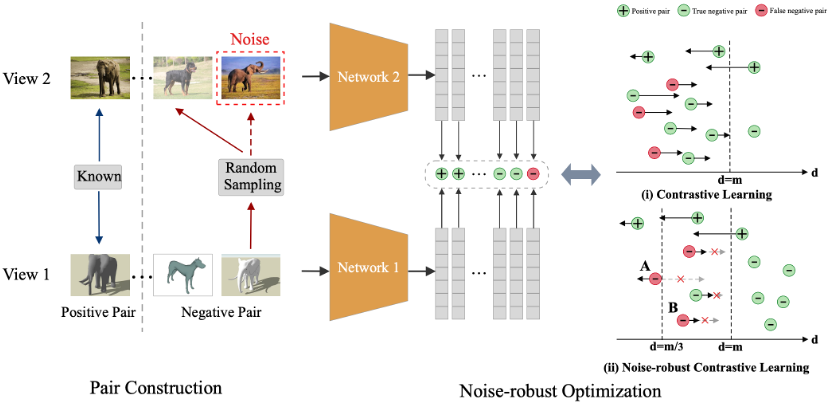 Positive pair
True negative pair
False negative pair
Noise
View 2
Network 2
d
d=m
(i) Contrastive Learning
Known
Random
Sampling
View 1
Network 1
A
B
d
d=m/3
d=m
(ii) Noise-robust Contrastive Learning
Positive Pair
Negative Pair
Pair Construction
Noise-robust Optimization